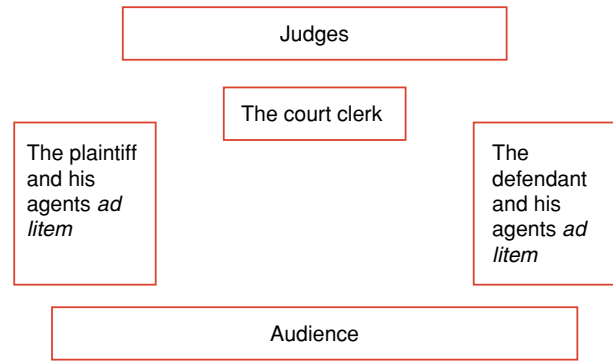 Judges
The court clerk
The plaintiff
and his
agents ad
litem
The
defendant
and his
agents ad
litem
Audience